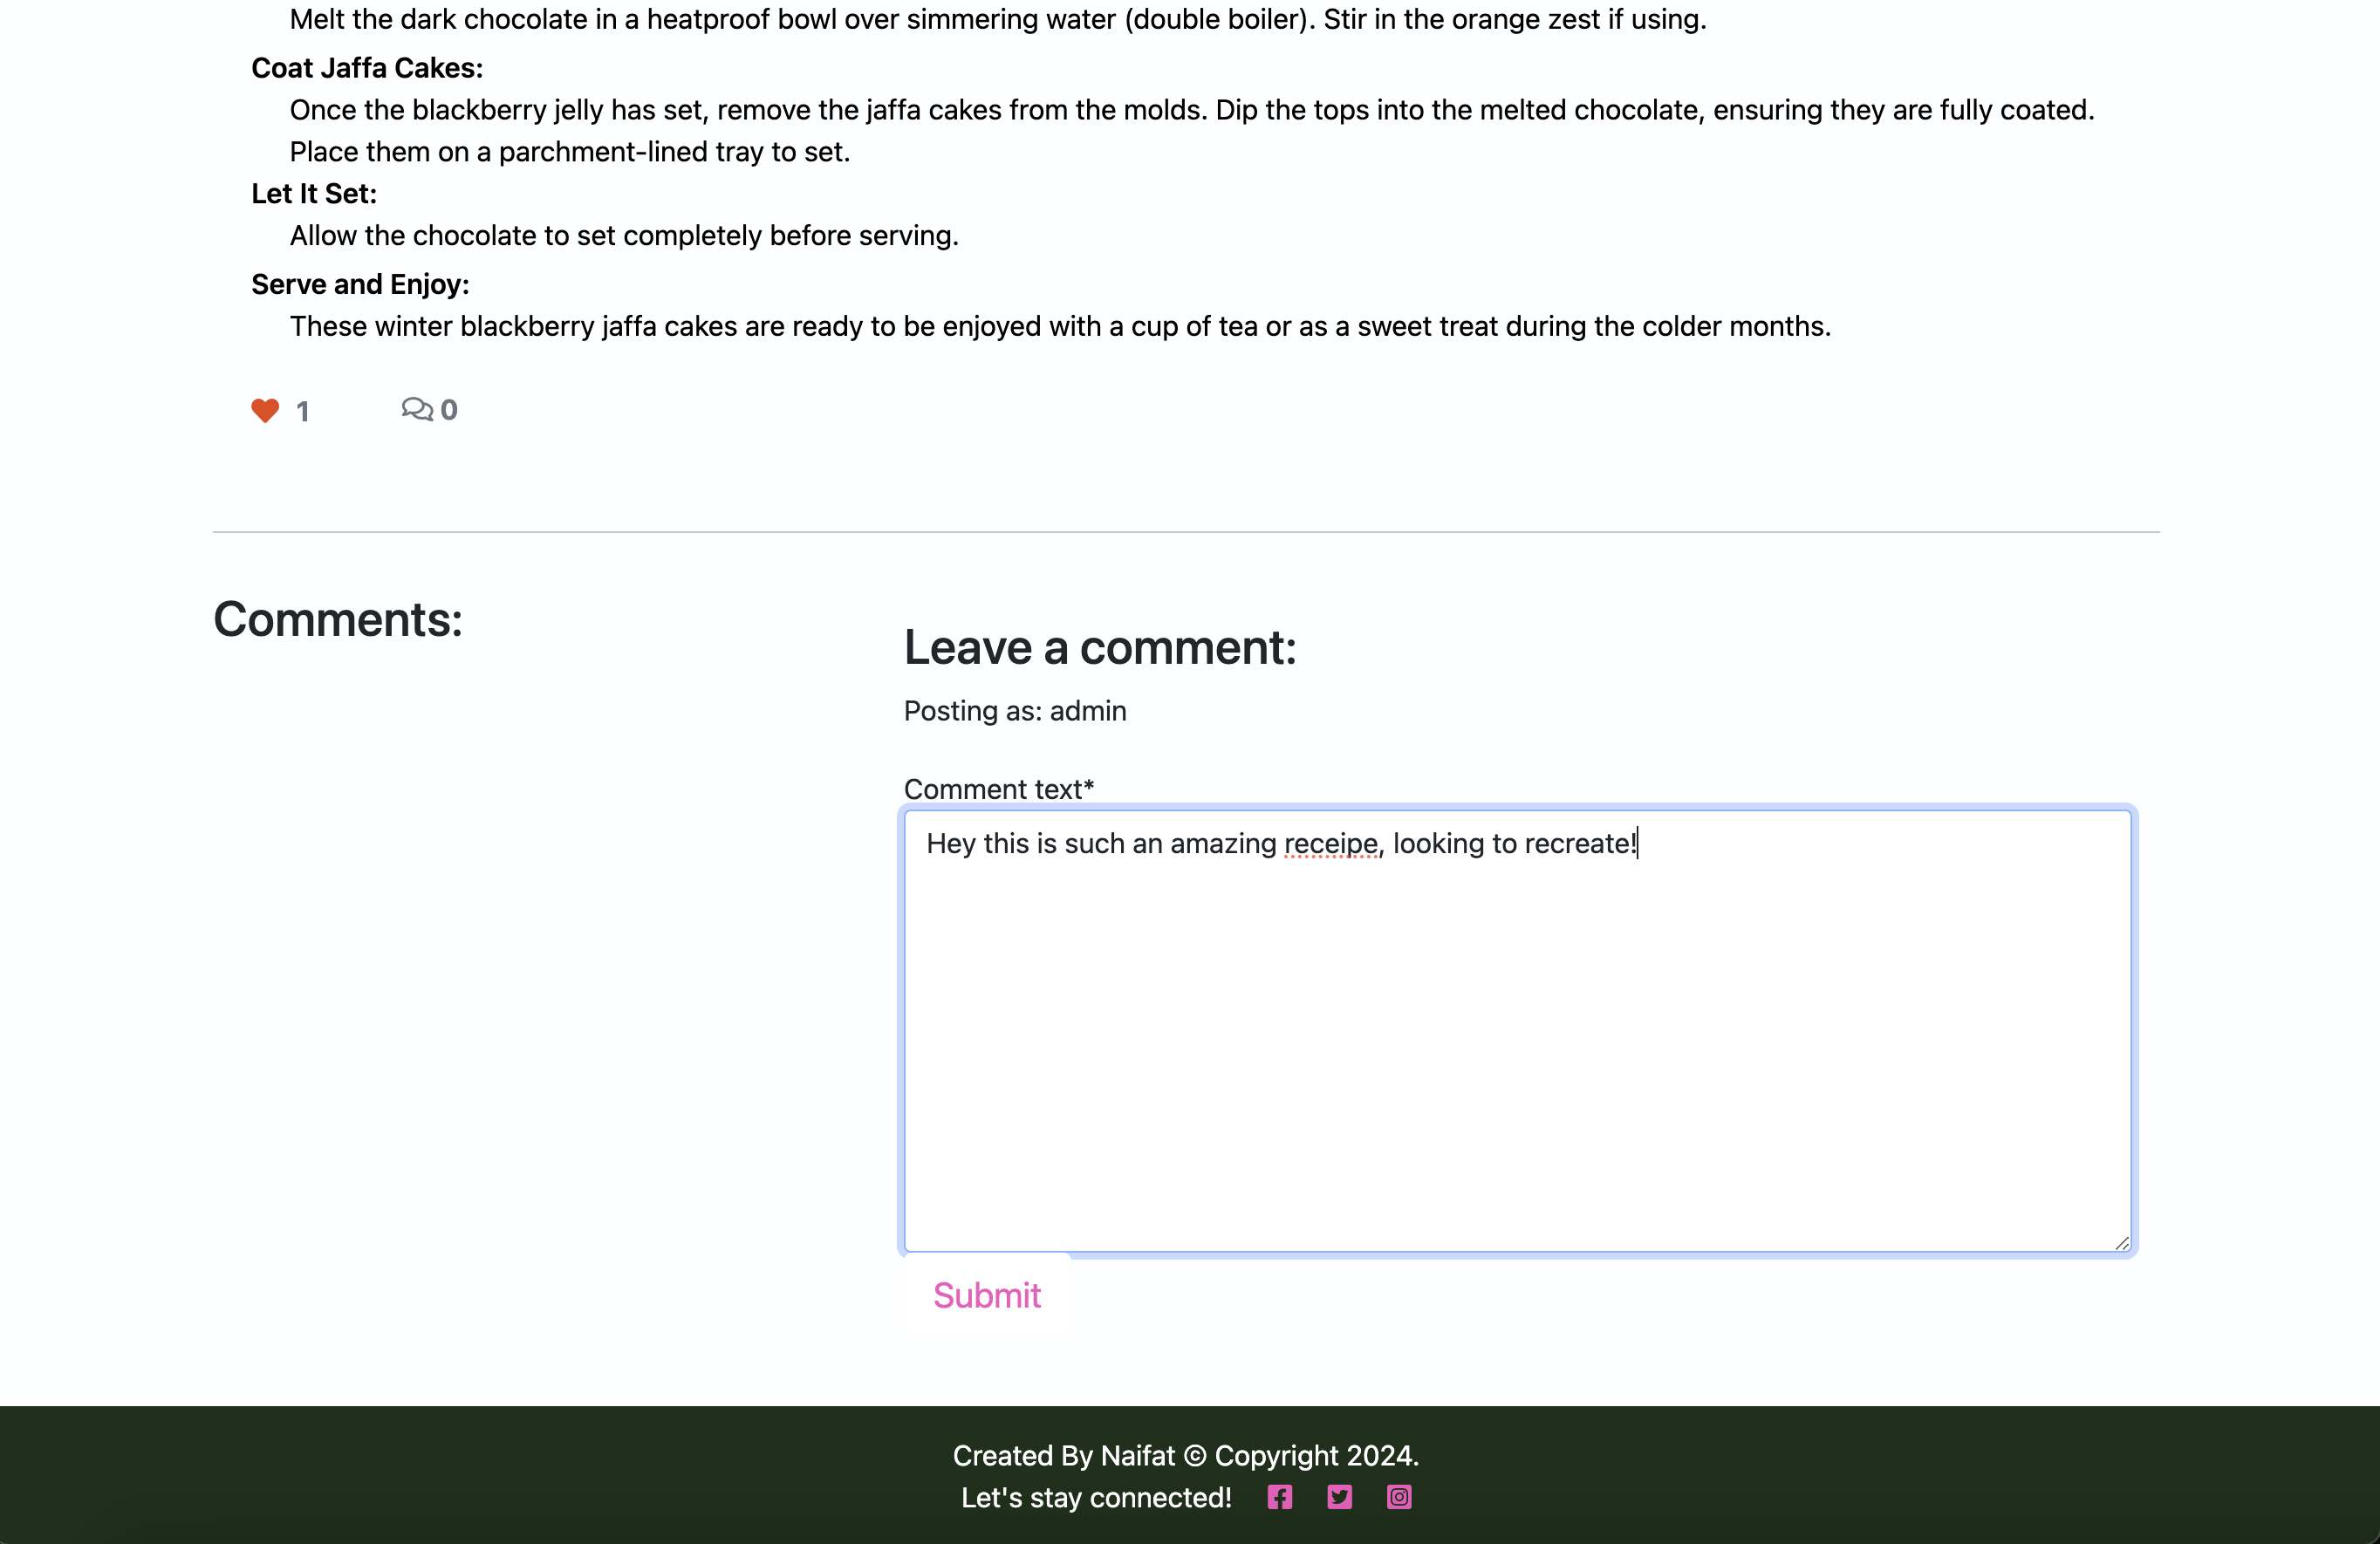 Melt the dark chocolate in a heatproof bowl over simmering water (double boiler). Stir in the orange zest if using.
Coat Jaffa Cakes:
Once the blackberry jelly has set, remove the jaffa cakes from the molds. Dip the tops into the melted chocolate, ensuring they are fully coated.
Place them on a parchment-lined tray to set.
Let It Set:
Allow the chocolate to set completely before serving.
Serve and Enjoy:
These winter blackberry jaffa cakes are ready to be enjoyed with a cup of tea or as a sweet treat during the colder months.
1 0
Comments:
Leave a comment:
Posting as: admin
Comment text*
Hey this is such an amazing receipe, looking to recreate!
Submit
Created By Naifat © Copyright 2024.
Let's stay connected!